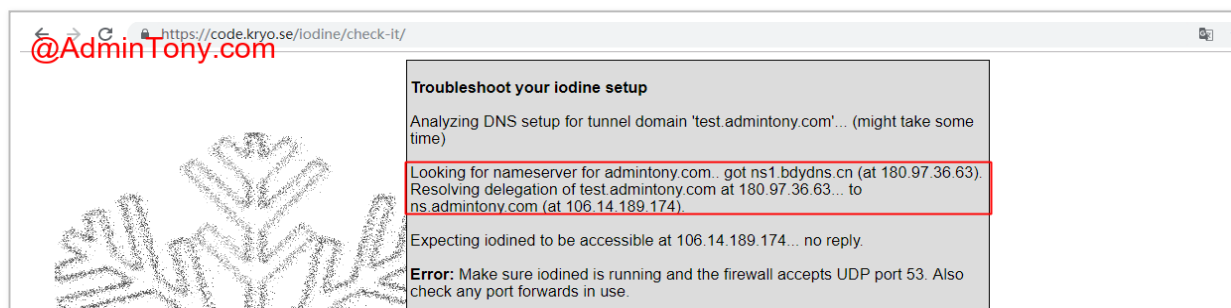 https://code.kryo.se/iodine/check-it/
@AdminTony.com
Troubleshoot your iodine setup
Analyzing DNS setup for tunnel domain 'test.admintony.com'... (might take some
time)
Looking for nameserver for admintony.com.. got ns1.bdydns.cn (at 180.97.36.63).
Resolving delegation of test.admintony.com at 180.97.36.63... to
ns.admintony.com (at 106.14.189.174).
Expecting iodined to be accessible at 106.14.189.174... no reply.
Error: Make sure iodined is running and the firewall accepts UDP port 53. Also
check any port forwards in use.